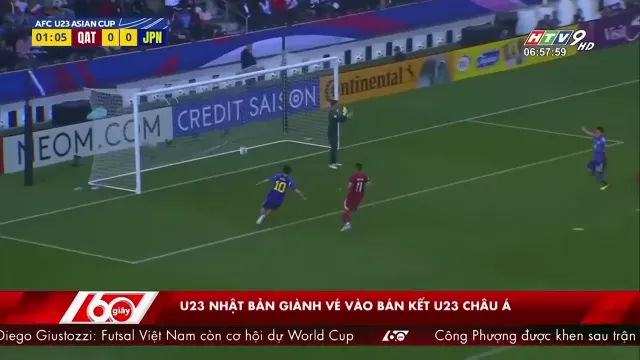 AFC U23 ASIAN CUP
01:05 QAT 0 0 JPN
HTV9 HD
06:57:59
Continental
VISA
CREDIT SAISON
NEOM.COM
10
11
60 giây
U23 NHẬT BẢN GIÀNH VÉ VÀO BÁN KẾT U23 CHÂU Á
Diego Giustozzi: Futsal Việt Nam còn cơ hội dự World Cup
60
Công Phượng được khen sau trận